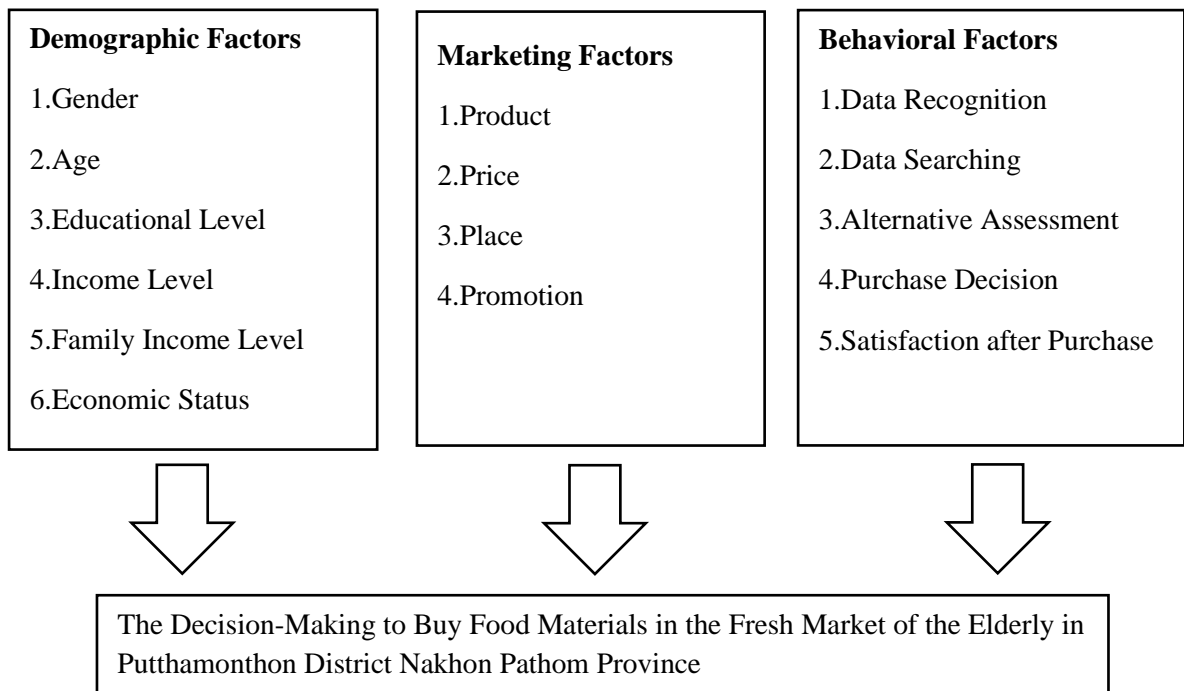 Demographic Factors
1.Gender
2.Age
3.Educational Level
4.Income Level
5.Family Income Level
6.Economic Status
Marketing Factors
1.Product
2.Price
3.Place
4.Promotion
Behavioral Factors
1.Data Recognition
2.Data Searching
3.Alternative Assessment
4.Purchase Decision
5.Satisfaction after Purchase
The Decision-Making to Buy Food Materials in the Fresh Market of the Elderly in
Putthamonthon District Nakhon Pathom Province